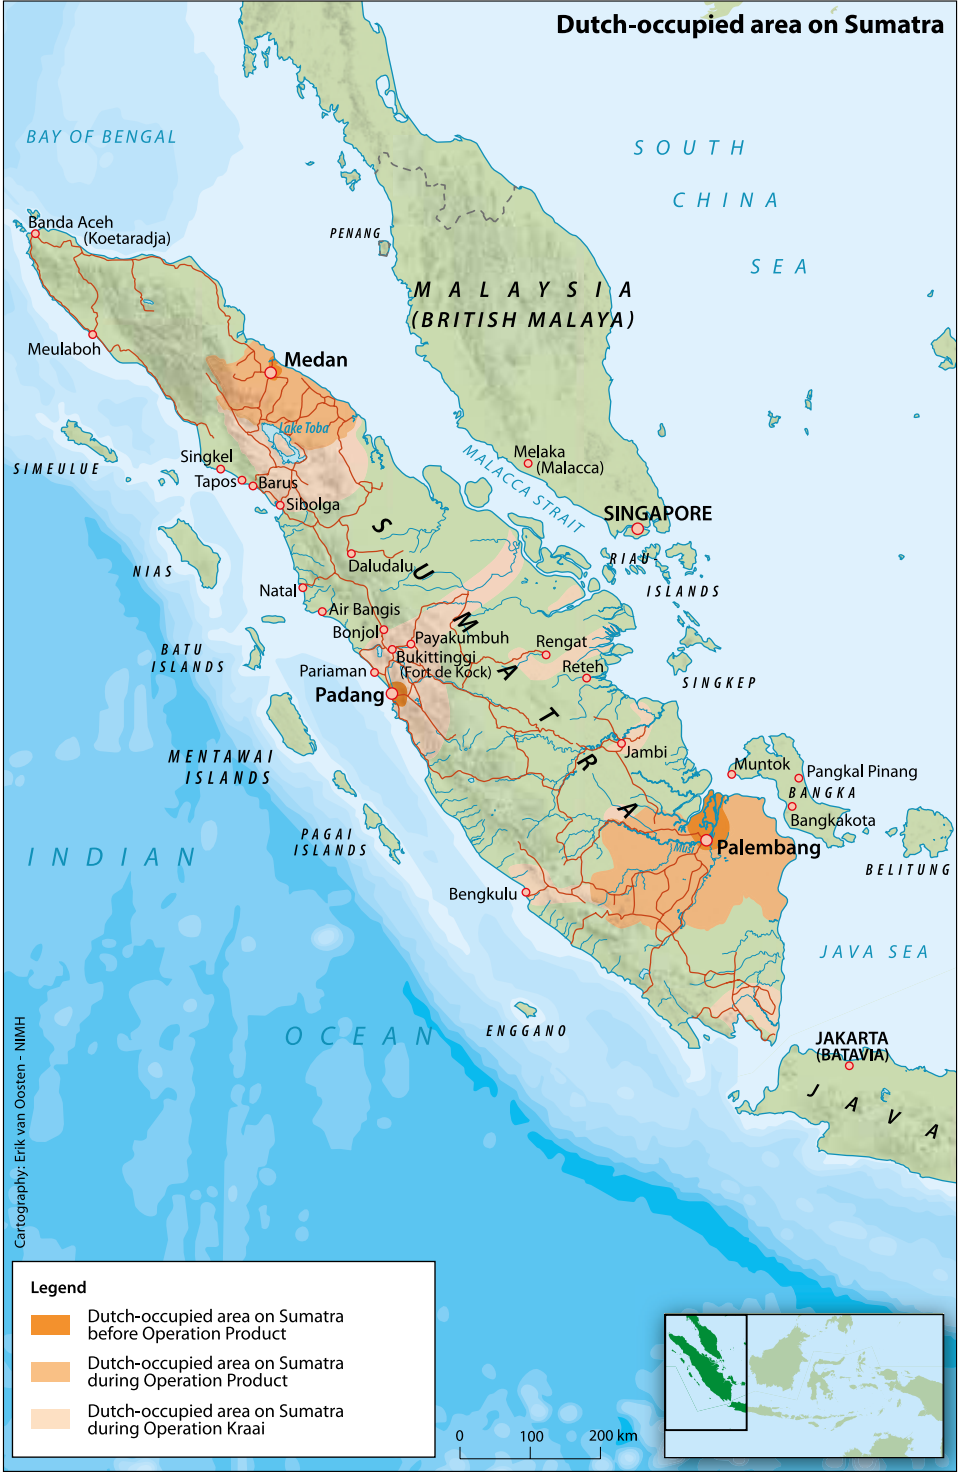 Dutch-occupied area on Sumatra
BAY OF BENGAL
SOUTH
CHINA
SEA
Banda Aceh
(Koetaradja)
PENANG
MALAYSIA
(BRITISH MALAYA)
Meulaboh
Medan
Lake Toba
SIMEULUE
Singkel
Tapos
Barus
Sibolga
Melaka
(Malacca)
MALACCA STRAIT
SINGAPORE
RIAU
ISLANDS
NIAS
Daludalu
Natal
Air Bangis
Bonjol
Payakumbuh
Bukittinggi
(Fort de Kock)
Rengat
Reteh
BATU
ISLANDS
Pariaman
Padang
SINGKEP
SUMATRA
MENTAWAI
ISLANDS
Jambi
Muntok
Pangkal Pinang
BANGKA
Bangkakota
PAGAI
ISLANDS
Musi
Palembang
BELITUNG
INDIAN
OCEAN
Bengkulu
JAVA SEA
ENGGANO
JAKARTA
(BATAVIA)
JAVA
Cartography: Erik van Oosten - NIMH
Legend
Dutch-occupied area on Sumatra
before Operation Product
Dutch-occupied area on Sumatra
during Operation Product
Dutch-occupied area on Sumatra
during Operation Kraai
0 100 200 km